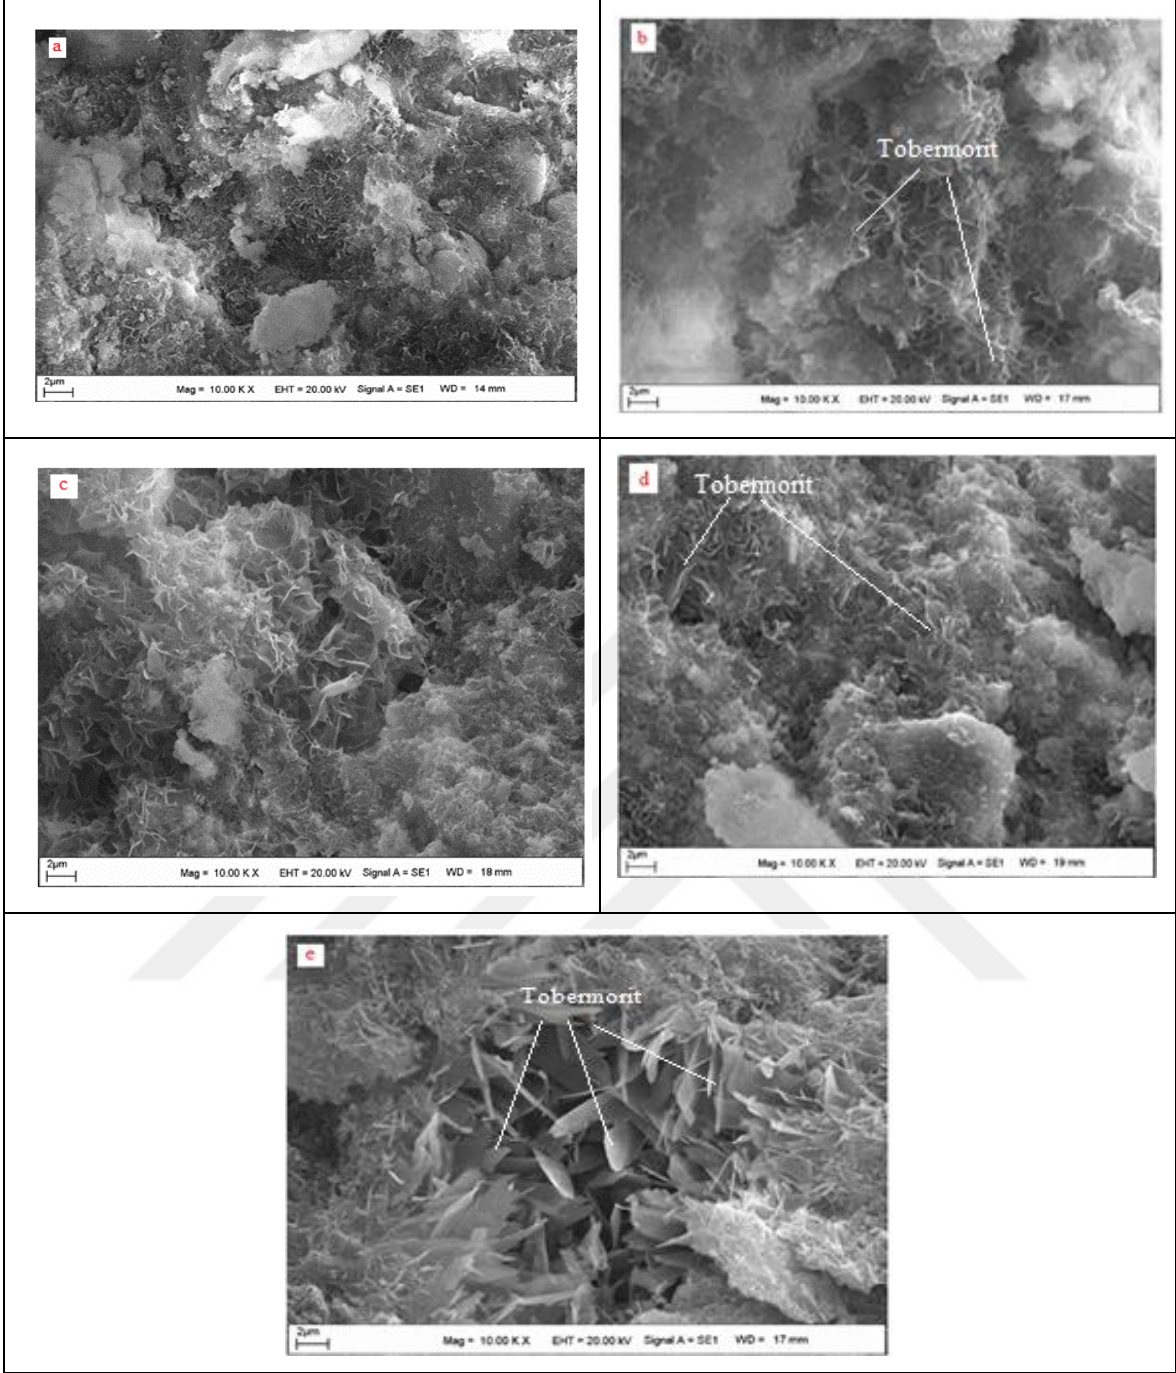 a
2µm
Mag = 10.00 K X EHT = 20.00 kV Signal A = SE1 WD = 14 mm
b
Tobermorit
2µm
Mag = 10.00 K X EHT = 20.00 kV Signal A = SE1 WD = 17 mm
c
2µm
Mag = 10.00 K X EHT = 20.00 kV Signal A = SE1 WD = 18 mm
d
Tobermorit
2µm
Mag = 10.00 K X EHT = 20.00 kV Signal A = SE1 WD = 19 mm
e
Tobermorit
2µm
Mag = 10.00 K X EHT = 20.00 kV Signal A = SE1 WD = 17 mm